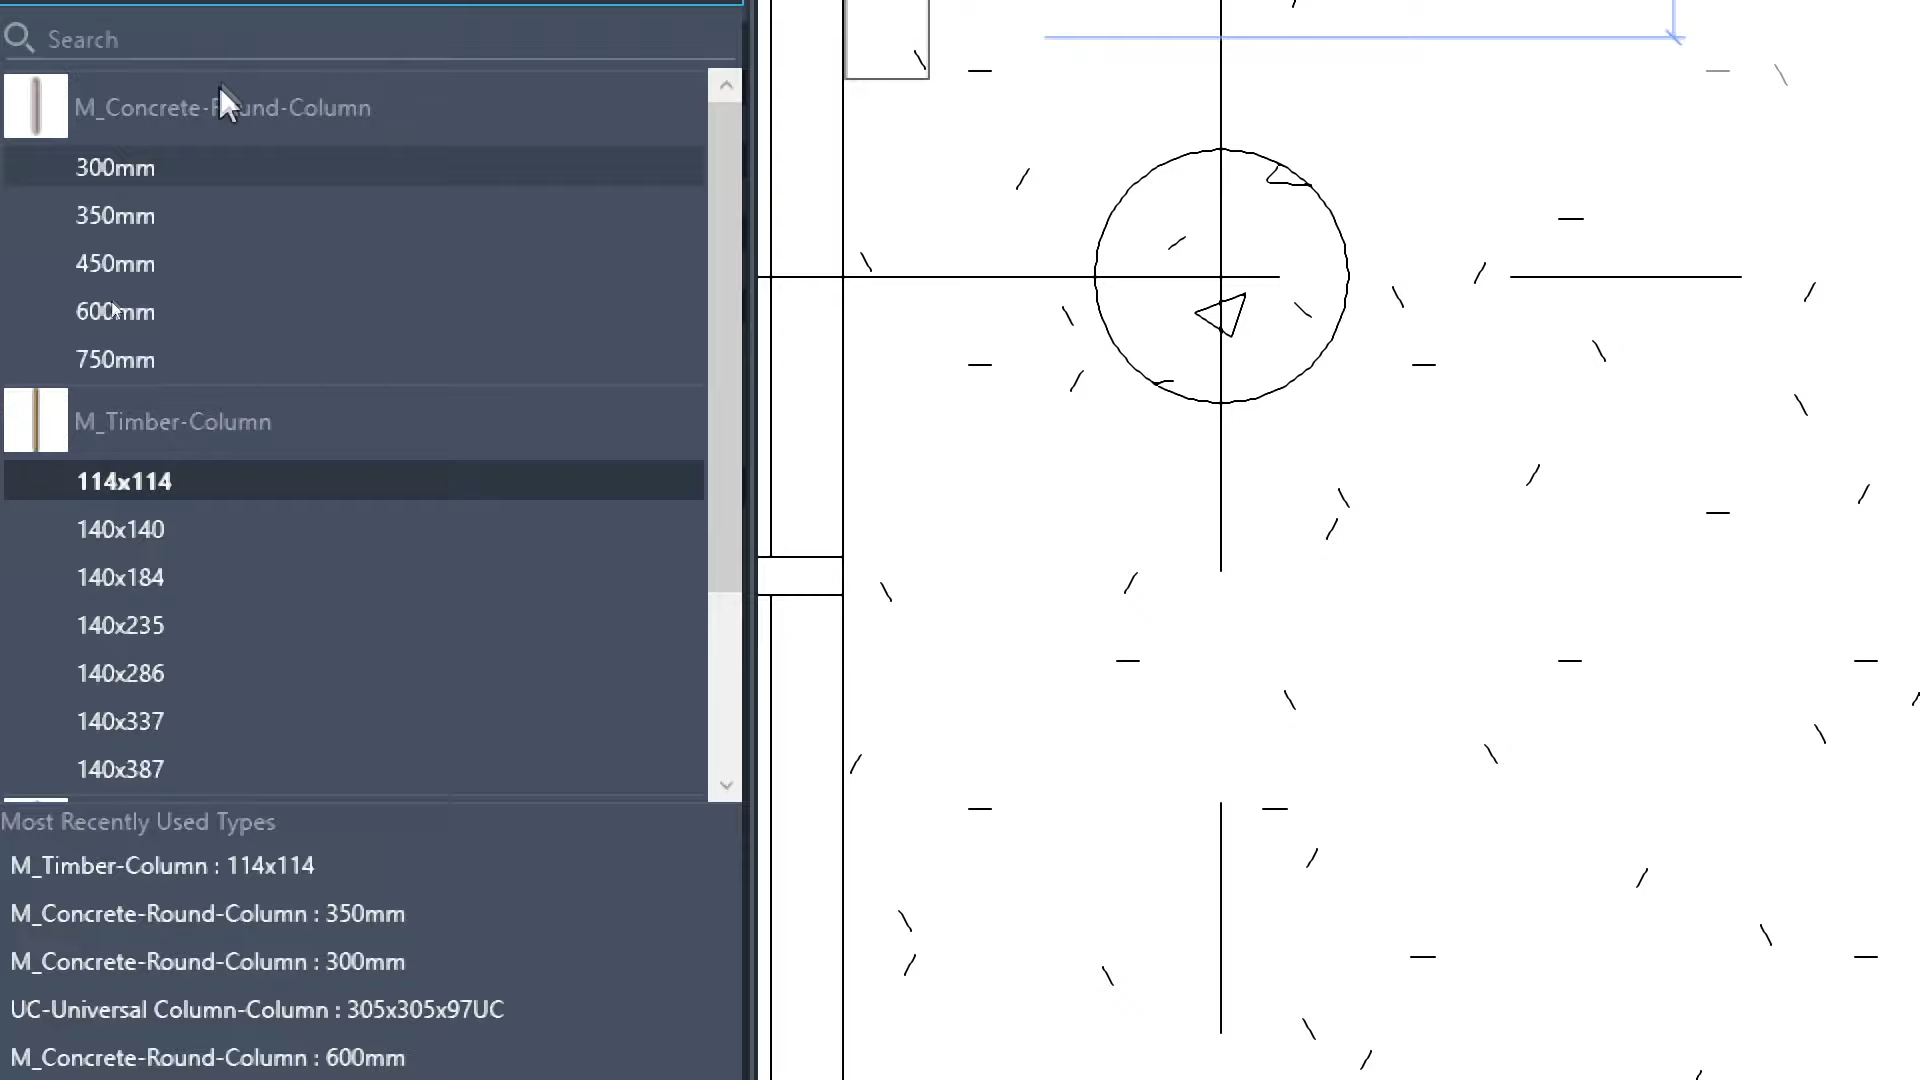 Search
M_Concrete-Round-Column
300mm
350mm
450mm
600mm
750mm
M_Timber-Column
114x114
140x140
140x184
140x235
140x286
140x337
140x387
Most Recently Used Types
M_Timber-Column : 114x114
M_Concrete-Round-Column : 350mm
M_Concrete-Round-Column : 300mm
UC-Universal Column-Column : 305x305x97UC
M_Concrete-Round-Column : 600mm